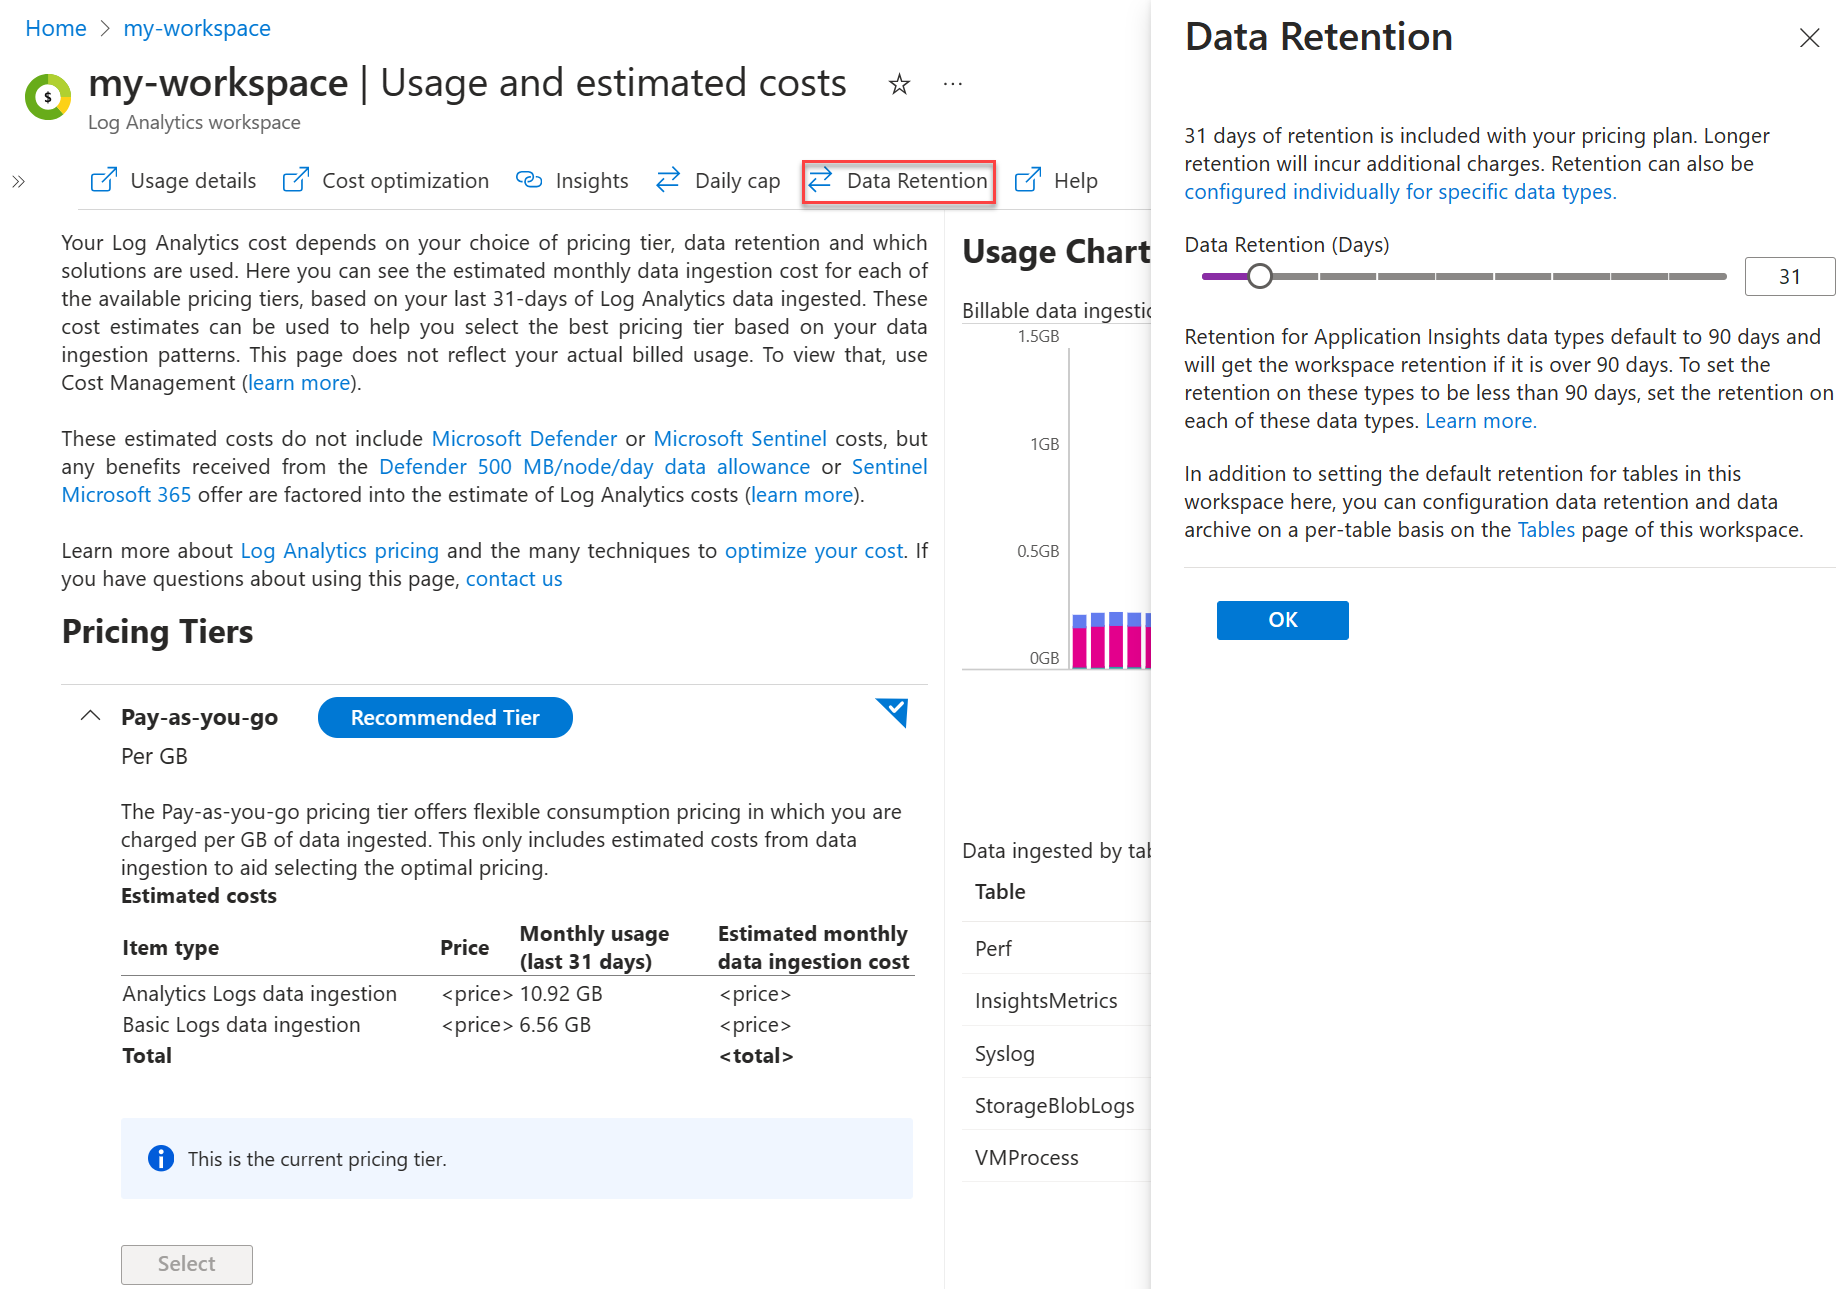 Home > my-workspace
my-workspace | Usage and estimated costs
...
Log Analytics workspace
Usage details
Cost optimization
Insights
Daily cap
Data Retention
Help
Your Log Analytics cost depends on your choice of pricing tier, data retention and which
solutions are used. Here you can see the estimated monthly data ingestion cost for each of
the available pricing tiers, based on your last 31-days of Log Analytics data ingested. These
cost estimates can be used to help you select the best pricing tier based on your data
ingestion patterns. This page does not reflect your actual billed usage. To view that, use
Cost Management (learn more).
These estimated costs do not include Microsoft Defender or Microsoft Sentinel costs, but
any benefits received from the Defender 500 MB/node/day data allowance or Sentinel
Microsoft 365 offer are factored into the estimate of Log Analytics costs (learn more).
Learn more about Log Analytics pricing and the many techniques to optimize your cost. If
you have questions about using this page, contact us
Pricing Tiers
Pay-as-you-go
Recommended Tier
Per GB
The Pay-as-you-go pricing tier offers flexible consumption pricing in which you are
charged per GB of data ingested. This only includes estimated costs from data
ingestion to aid selecting the optimal pricing.
Estimated costs
Item type Price Monthly usage (last 31 days) Estimated monthly data ingestion cost
Analytics Logs data ingestion <price> 10.92 GB <price>
Basic Logs data ingestion <price> 6.56 GB <price>
Total <total>
This is the current pricing tier.
Select
Usage Chart
Billable data ingestic
1.5GB
1GB
0.5GB
0GB
Data ingested by tab
Table
Perf
InsightsMetrics
Syslog
StorageBlobLogs
VMProcess
Data Retention
31 days of retention is included with your pricing plan. Longer
retention will incur additional charges. Retention can also be
configured individually for specific data types.
Data Retention (Days)
31
Retention for Application Insights data types default to 90 days and
will get the workspace retention if it is over 90 days. To set the
retention on these types to be less than 90 days, set the retention on
each of these data types. Learn more.
In addition to setting the default retention for tables in this
workspace here, you can configuration data retention and data
archive on a per-table basis on the Tables page of this workspace.
OK